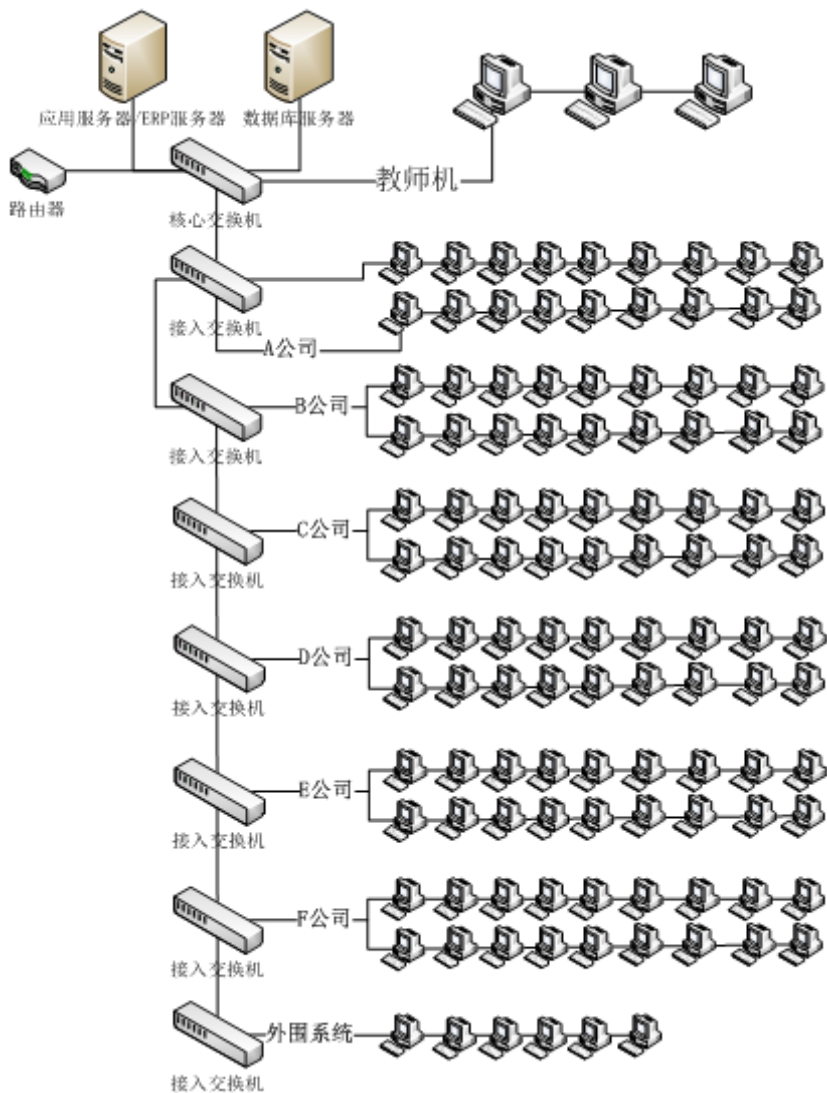 应用服务器/ERP服务器
数据库服务器
路由器
教师机
核心交换机
接入交换机
A公司
B公司
接入交换机
C公司
接入交换机
D公司
接入交换机
E公司
接入交换机
F公司
接入交换机
外围系统
接入交换机